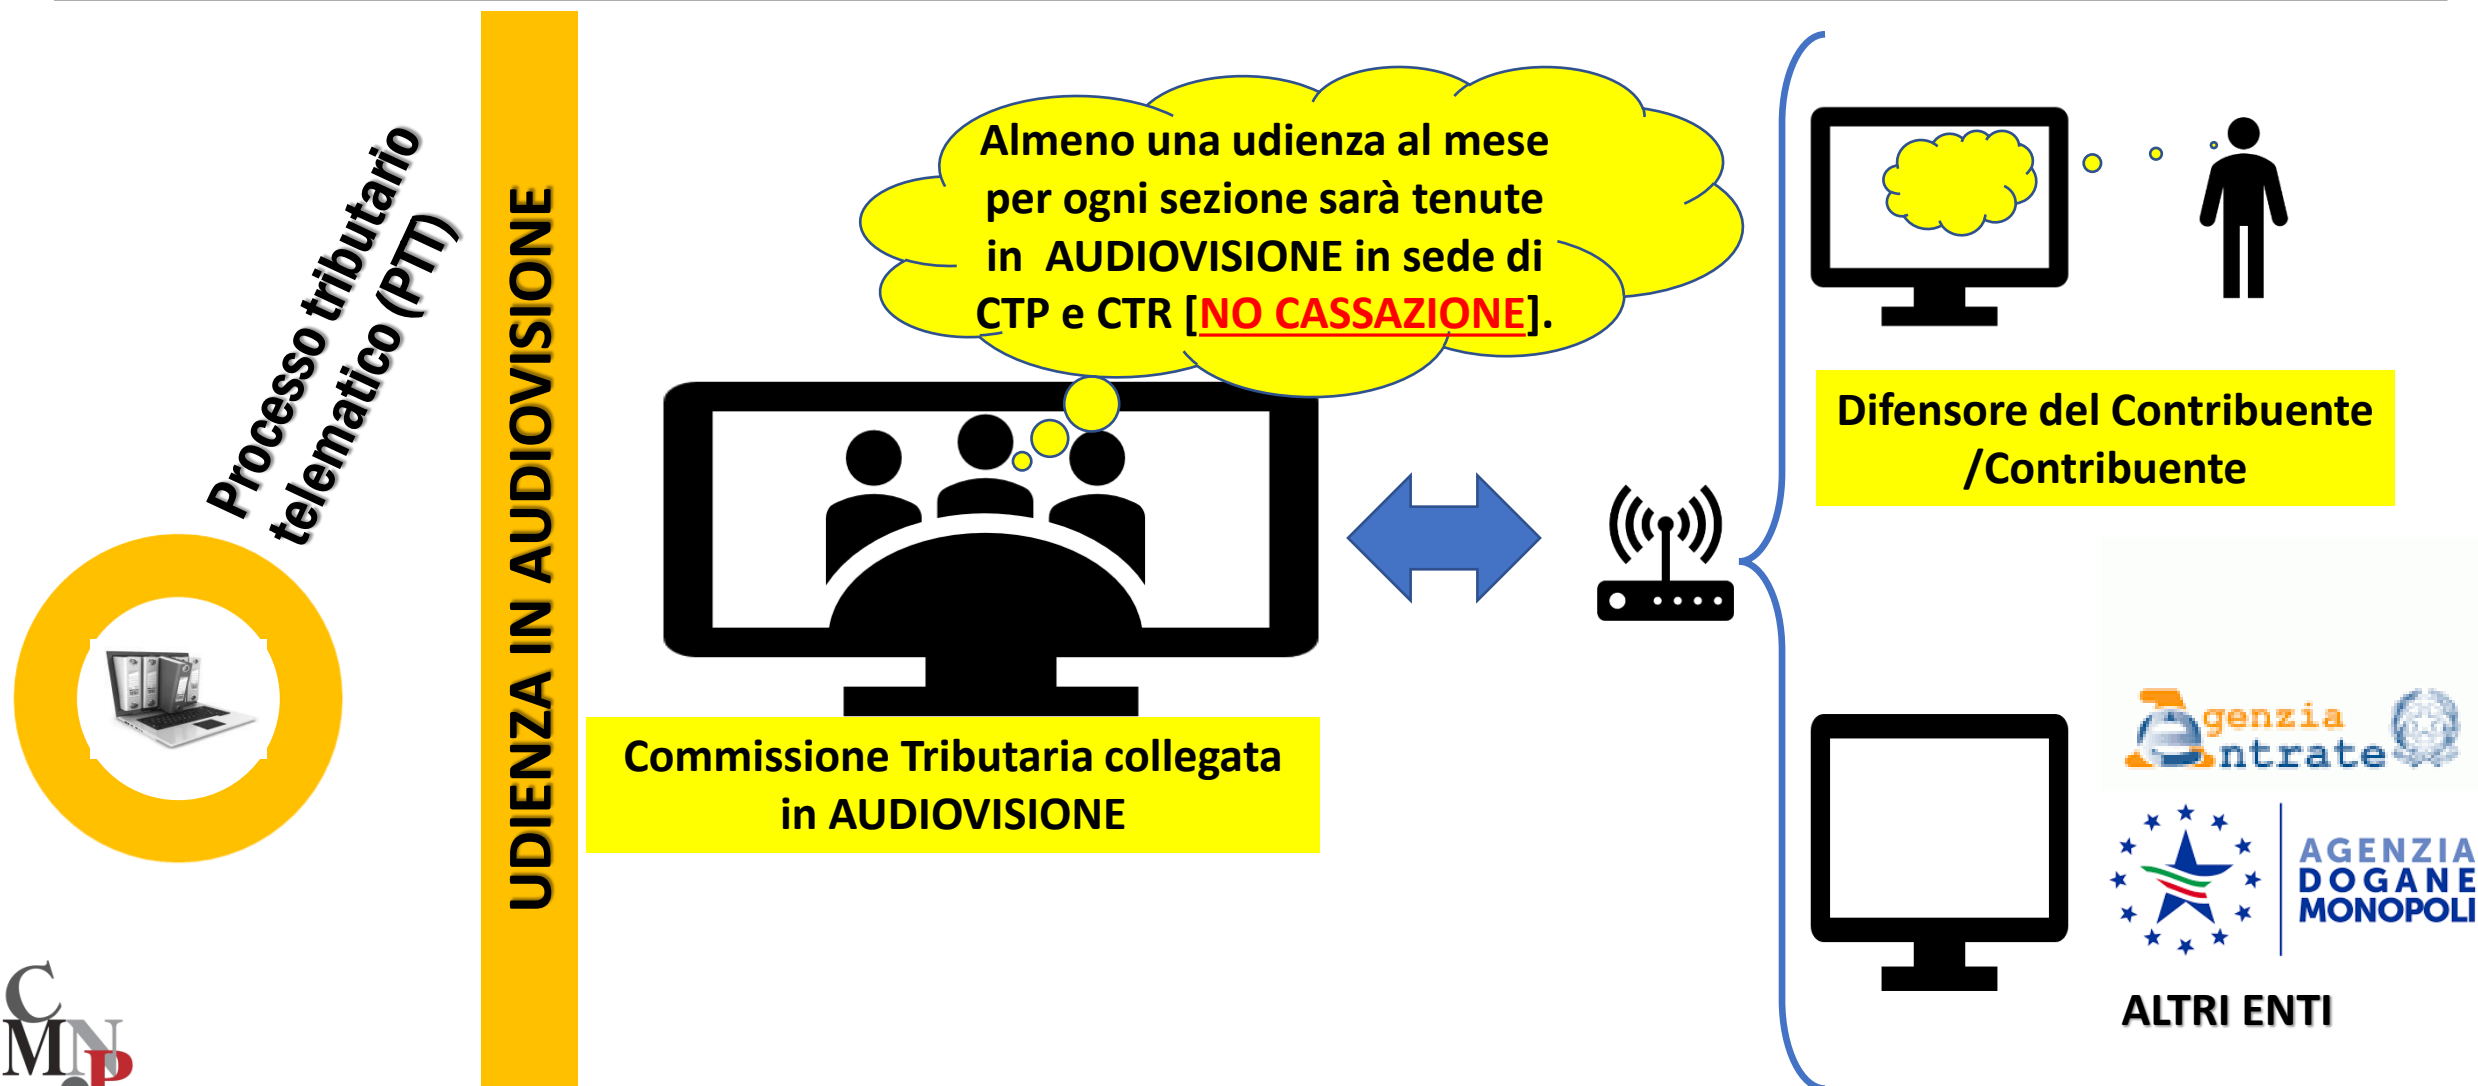 Processo tributario
telematico (PTT)
UDIENZA IN AUDIOVISIONE
Almeno una udienza al mese
per ogni sezione sarà tenute
in AUDIOVISIONE in sede di
CTP e CTR [NO CASSAZIONE].
Commissione Tributaria collegata
in AUDIOVISIONE
Difensore del Contribuente
/Contribuente
Agenzia
Entrate
AGENZIA
DOGANE
MONOPOLI
ALTRI ENTI
C
MN
P